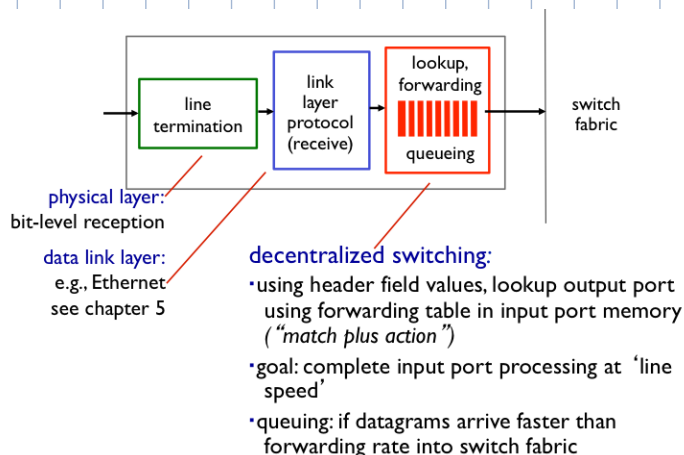 line
termination
link
layer
protocol
(receive)
lookup,
forwarding
queueing
switch
fabric
physical layer:
bit-level reception
data link layer:
e.g., Ethernet
see chapter 5
decentralized switching:
▪using header field values, lookup output port
using forwarding table in input port memory
(“match plus action”)
▪goal: complete input port processing at ‘line
speed’
▪queuing: if datagrams arrive faster than
forwarding rate into switch fabric